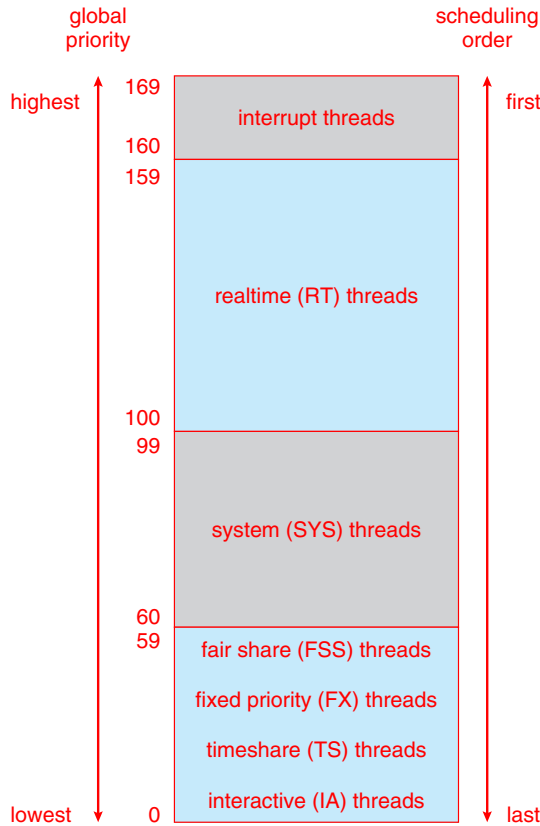 global
priority
scheduling
order
highest
169
interrupt threads
first
160
159
realtime (RT) threads
100
99
system (SYS) threads
60
59
fair share (FSS) threads
fixed priority (FX) threads
timeshare (TS) threads
interactive (IA) threads
lowest
0
last